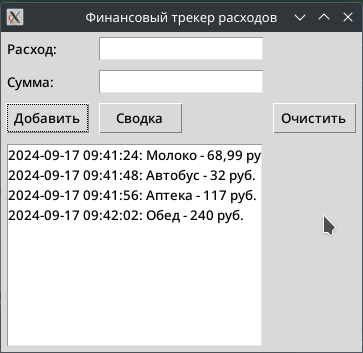 Финансовый трекер расходов
Расход:
Сумма:
Добавить Сводка Очистить
2024-09-17 09:41:24: Молоко - 68,99 ру
2024-09-17 09:41:48: Автобус - 32 руб.
2024-09-17 09:41:56: Аптека - 117 руб.
2024-09-17 09:42:02: Обед - 240 руб.